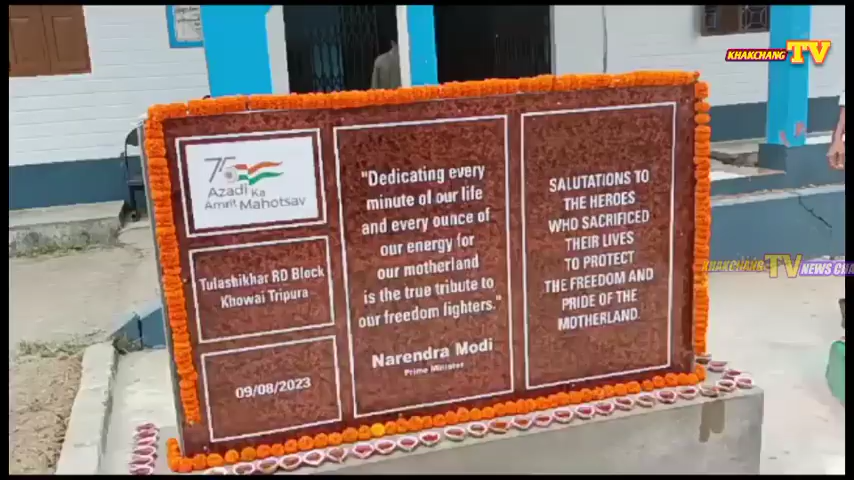 KHAKCHANG TV
75
Azadi Ka
Amrit Mahotsav
Tulashikhar RD Block
Khowai Tripura
09/08/2023
"Dedicating every
minute of our life
and every ounce of
our energy for
our motherland
is the true tribute to
our freedom fighters."
Narendra Modi
Prime Minister
SALUTATIONS TO
THE HEROES
WHO SACRIFICED
THEIR LIVES
TO PROTECT
THE FREEDOM AND
PRIDE OF THE
MOTHERLAND.
KHAKCHANG TV NEWS CHA